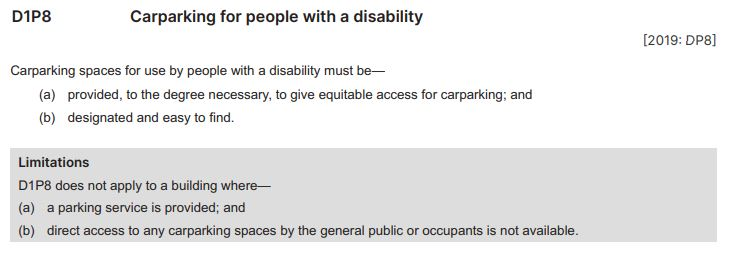 D1P8 Carparking for people with a disability
[2019: DP8]
Carparking spaces for use by people with a disability must be—
(a) provided, to the degree necessary, to give equitable access for carparking; and
(b) designated and easy to find.
Limitations
D1P8 does not apply to a building where—
(a) a parking service is provided; and
(b) direct access to any carparking spaces by the general public or occupants is not available.